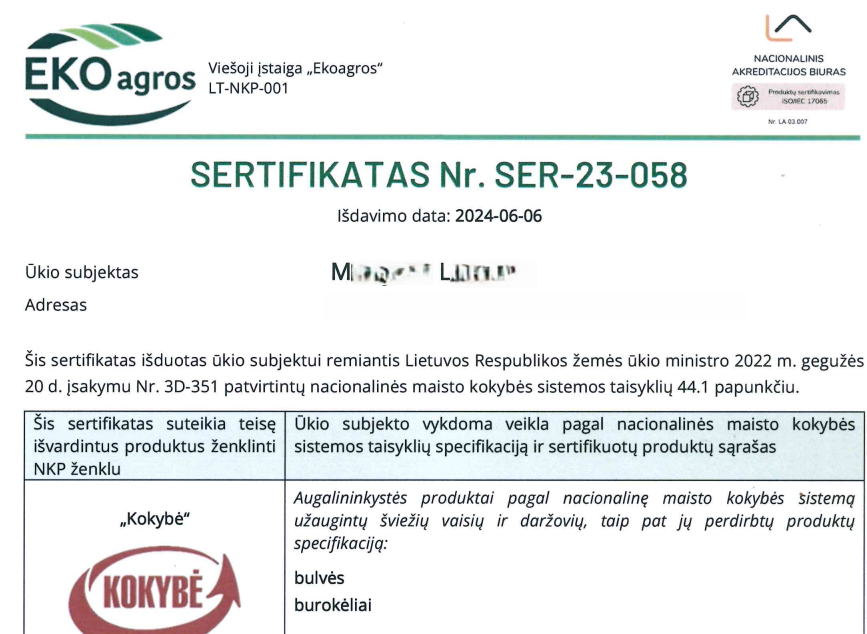 EKO agros
Viešoji įstaiga „Ekoagros“
LT-NKP-001
NACIONALINIS
AKREDITACIJOS BIURAS
Produktų sertifikavimas
ISO/IEC 17065
Nr. LA.03.007
SERTIFIKATAS Nr. SER-23-058
Išdavimo data: 2024-06-06
Ūkio subjektas
Adresas
Šis sertifikatas išduotas ūkio subjektui remiantis Lietuvos Respublikos žemės ūkio ministro 2022 m. gegužės
20 d. įsakymu Nr. 3D-351 patvirtintų nacionalinės maisto kokybės sistemos taisyklių 44.1 papunkčiu.
Šis sertifikatas suteikia teisę
išvardintus produktus ženklinti
NKP ženklu
Ūkio subjekto vykdoma veikla pagal nacionalinės maisto kokybės
sistemos taisyklių specifikaciją ir sertifikuotų produktų sąrašas
„Kokybė“
KOKYBĖ
Augalininkystės produktai pagal nacionalinę maisto kokybės sistemą
užaugintų šviežių vaisių ir daržovių, taip pat jų perdirbtų produktų
specifikaciją:
bulvės
burokėliai